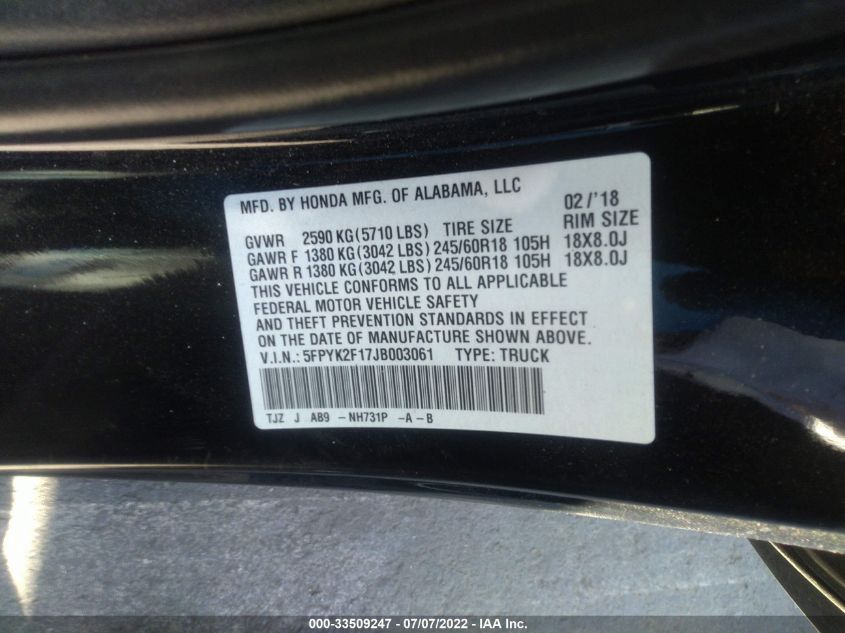 MFD. BY HONDA MFG. OF ALABAMA, LLC 02/'18
GVWR 2590 KG (5710 LBS) TIRE SIZE RIM SIZE
GAWR F 1380 KG (3042 LBS) 245/60R18 105H 18X8.0J
GAWR R 1380 KG (3042 LBS) 245/60R18 105H 18X8.0J
THIS VEHICLE CONFORMS TO ALL APPLICABLE
FEDERAL MOTOR VEHICLE SAFETY
AND THEFT PREVENTION STANDARDS IN EFFECT
ON THE DATE OF MANUFACTURE SHOWN ABOVE.
V.I.N.: 5FPYK2F17JB003061 TYPE: TRUCK
TJZ J AB9 - NH731P - A - B
000-33509247 - 07/07/2022 - IAA Inc.